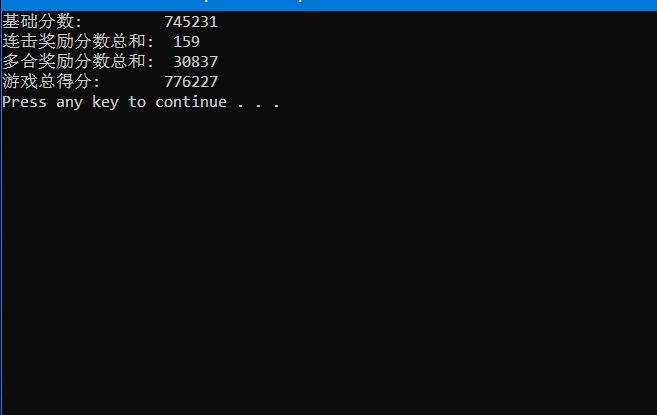 基础分数:         745231
连击奖励分数总和:  159
多合奖励分数总和:  30837
游戏总得分:       776227
Press any key to continue . . .